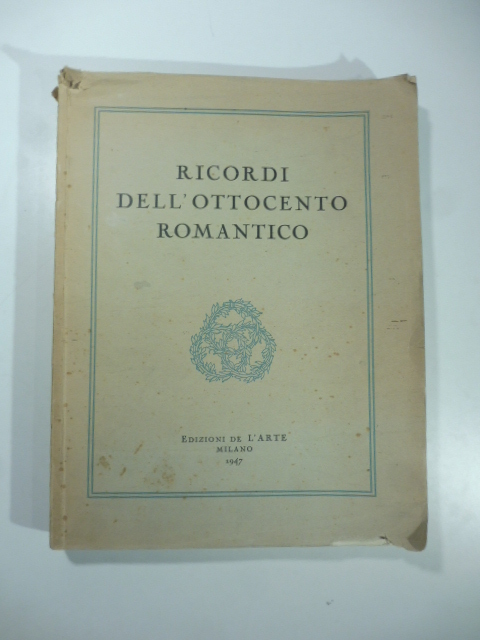 RICORDI
DELL'OTTOCENTO
ROMANTICO
EDIZIONI DE L'ARTE
MILANO
1947